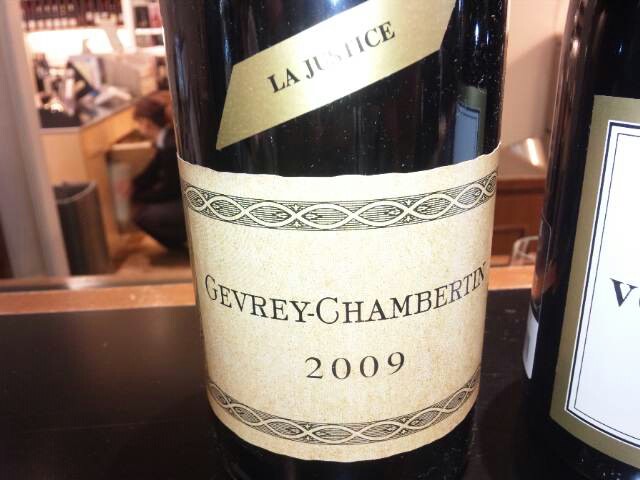 LA JUSTICE
GEVREY-CHAMBERTIN
2009
V